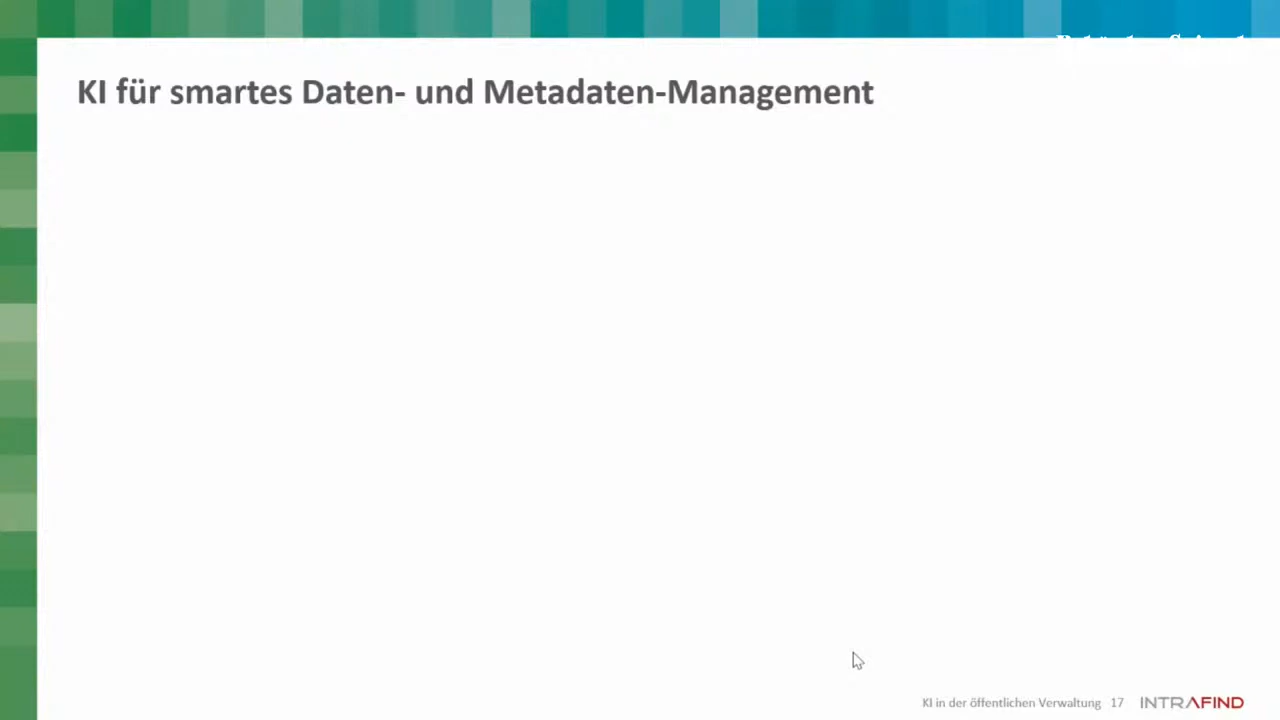 KI für smartes Daten- und Metadaten-Management
KI in der öffentlichen Verwaltung 17 INTRAFIND